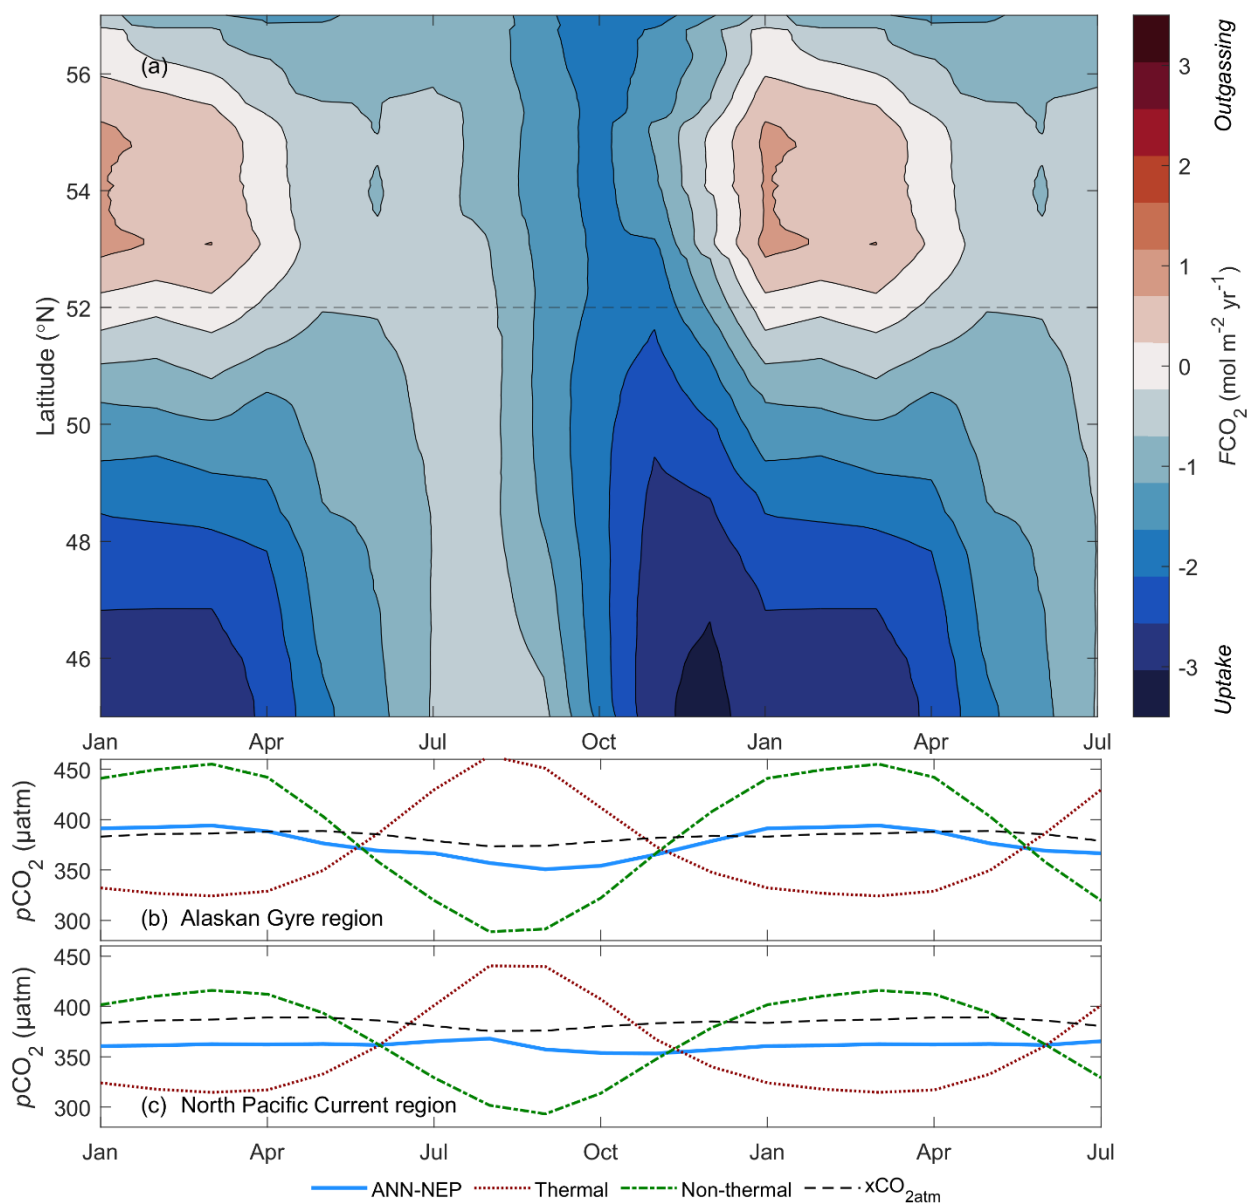 (a)
56
54
52
50
48
46
Latitude (°N)
Jan
Apr
Jul
Oct
Jan
Apr
Jul
3
2
1
0
-1
-2
-3
Outgassing
FCO₂ (mol m⁻² yr⁻¹)
Uptake
450
400
350
300
pCO₂ (µatm)
(b) Alaskan Gyre region
450
400
350
300
pCO₂ (µatm)
(c) North Pacific Current region
Jan
Apr
Jul
Oct
Jan
Apr
Jul
ANN-NEP
Thermal
Non-thermal
xCO₂ₐₜₘ